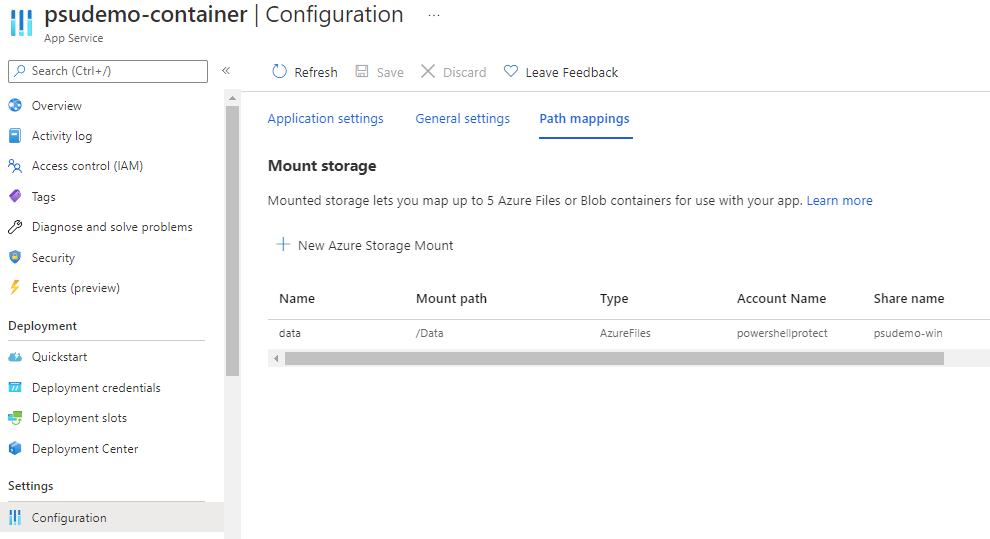 psudemo-container | Configuration ...
App Service
Search (Ctrl+/) «
Overview
Activity log
Access control (IAM)
Tags
Diagnose and solve problems
Security
Events (preview)
Deployment
Quickstart
Deployment credentials
Deployment slots
Deployment Center
Settings
Configuration
Refresh Save Discard Leave Feedback
Application settings General settings Path mappings
Mount storage
Mounted storage lets you map up to 5 Azure Files or Blob containers for use with your app. Learn more
New Azure Storage Mount
Name Mount path Type Account Name Share name
data /Data AzureFiles powershellprotect psudemo-win